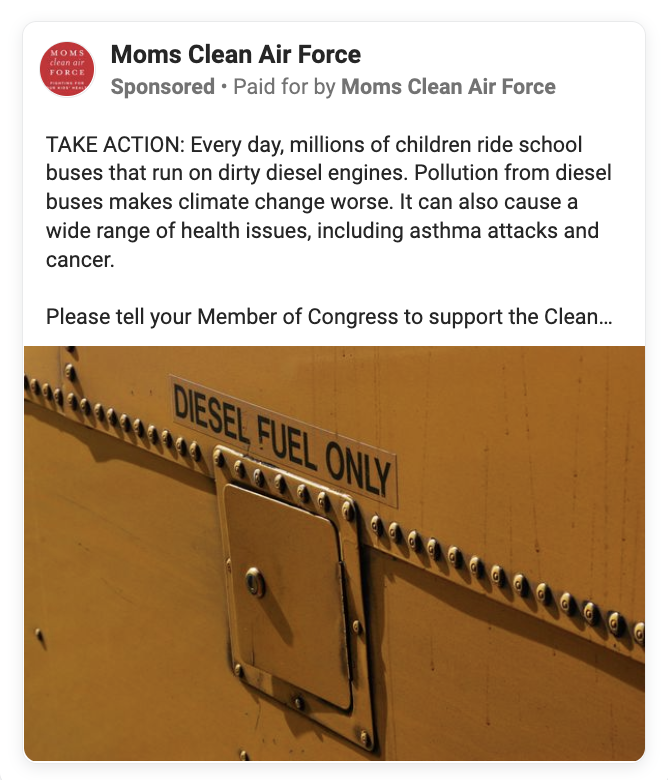 MOMS
clean air
FORCE
FIGHTING FOR
OUR KIDS' HEALTH
Moms Clean Air Force
Sponsored • Paid for by Moms Clean Air Force
TAKE ACTION: Every day, millions of children ride school
buses that run on dirty diesel engines. Pollution from diesel
buses makes climate change worse. It can also cause a
wide range of health issues, including asthma attacks and
cancer.
Please tell your Member of Congress to support the Clean...
DIESEL FUEL ONLY